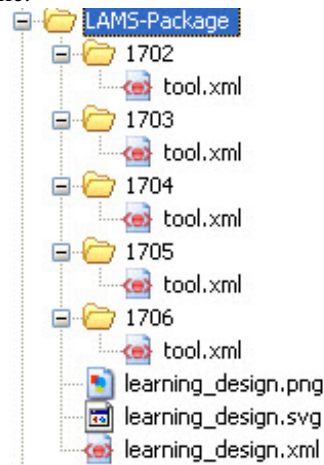 LAMS-Package
1702
tool.xml
1703
tool.xml
1704
tool.xml
1705
tool.xml
1706
tool.xml
learning_design.png
learning_design.svg
learning_design.xml